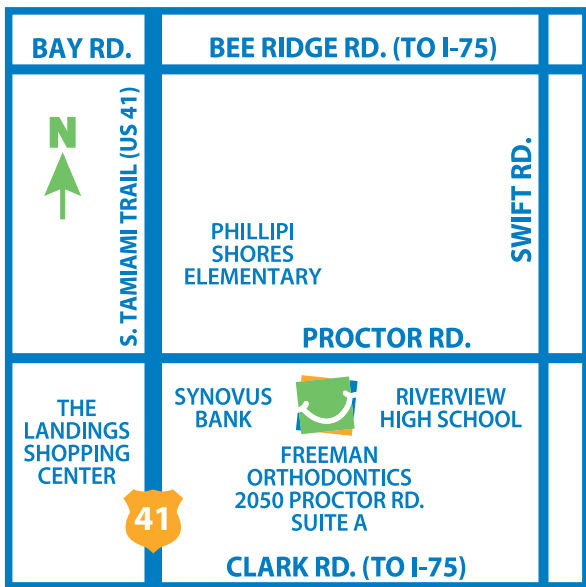 BAY RD.
BEE RIDGE RD. (TO I-75)
N
S. TAMIAMI TRAIL (US 41)
SWIFT RD.
PHILLIPI
SHORES
ELEMENTARY
PROCTOR RD.
THE
LANDINGS
SHOPPING
CENTER
SYNOVUS
BANK
RIVERVIEW
HIGH SCHOOL
FREEMAN
ORTHODONTICS
2050 PROCTOR RD.
SUITE A
41
CLARK RD. (TO I-75)